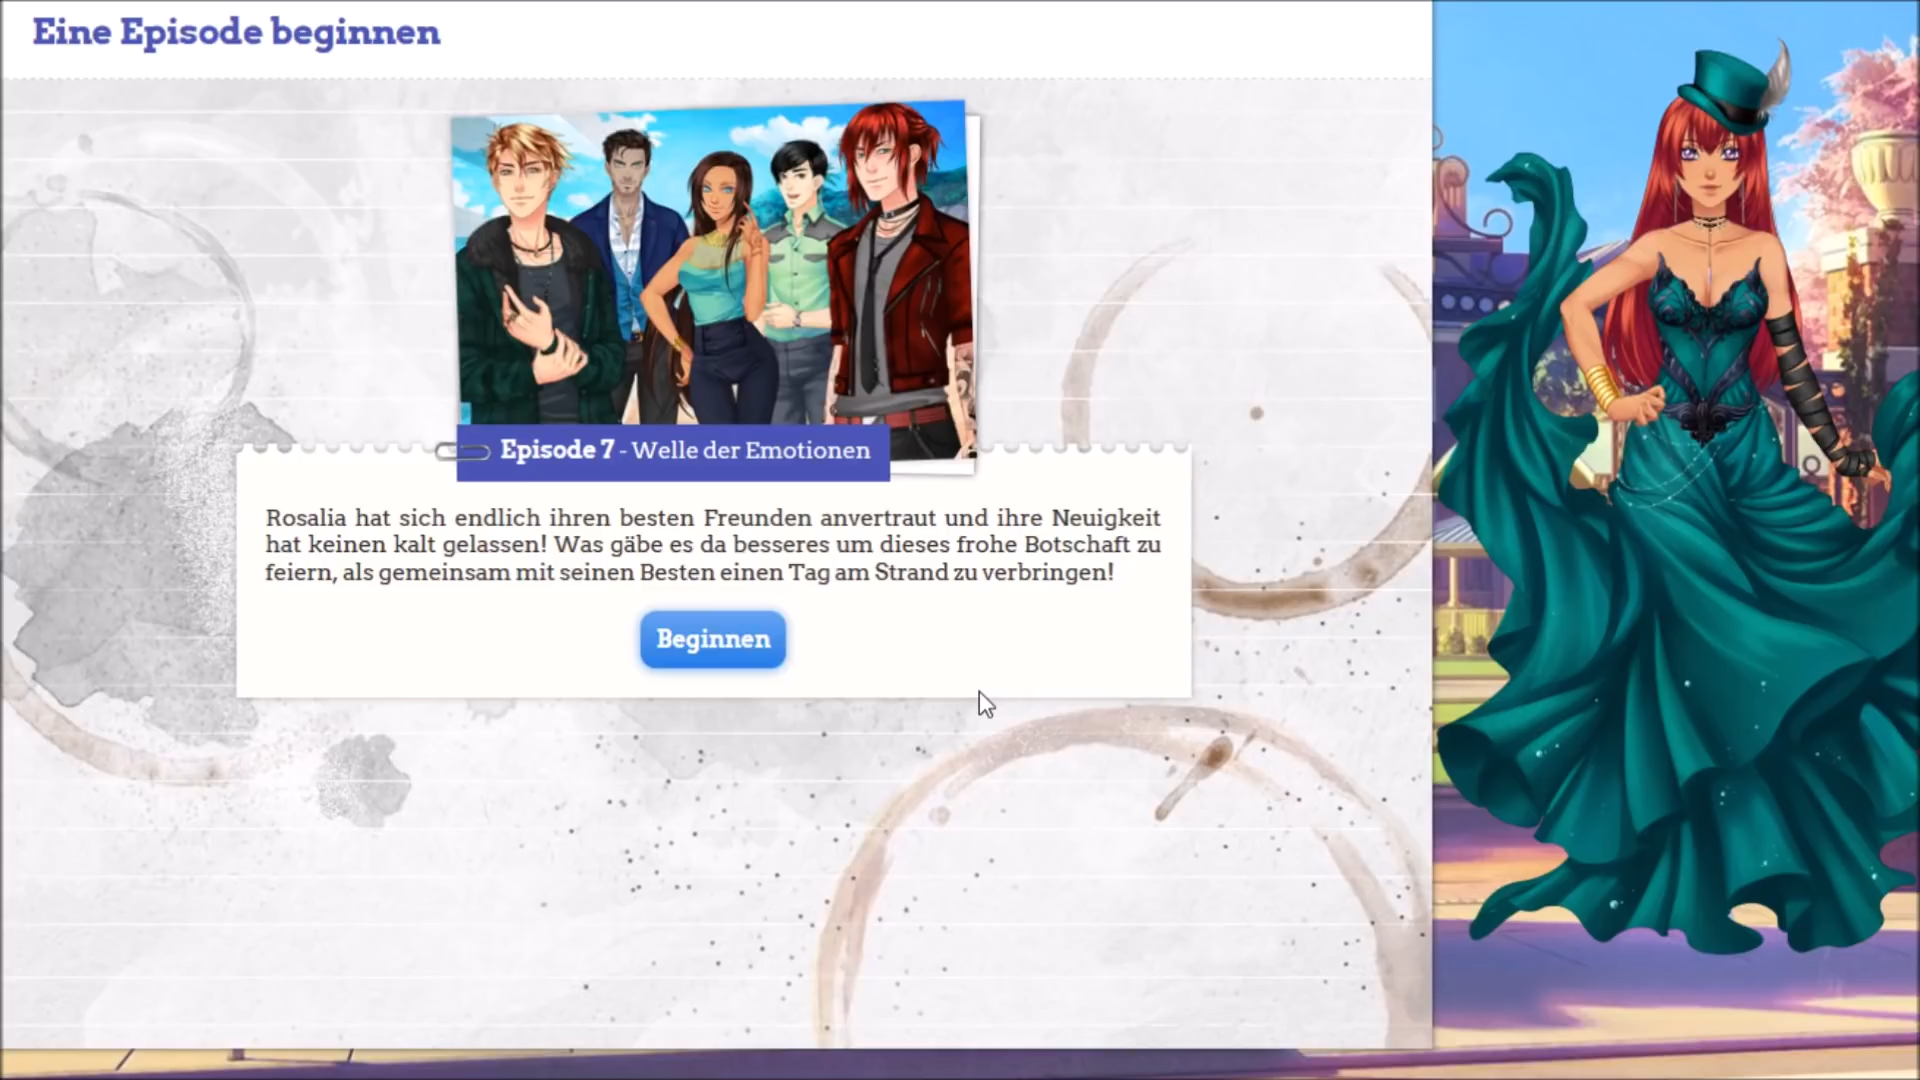 Eine Episode beginnen
Episode 7 - Welle der Emotionen
Rosalia hat sich endlich ihren besten Freunden anvertraut und ihre Neuigkeit
hat keinen kalt gelassen! Was gäbe es da besseres um dieses frohe Botschaft zu
feiern, als gemeinsam mit seinen Besten einen Tag am Strand zu verbringen!
Beginnen